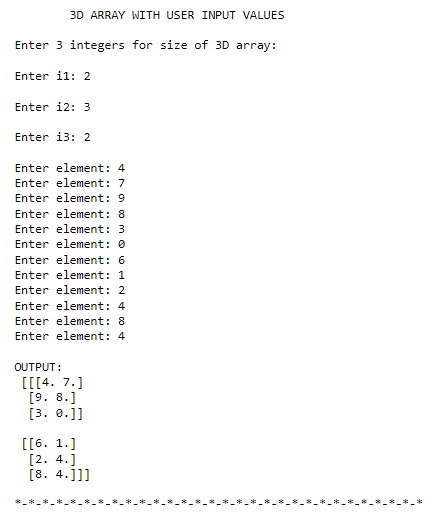 3D ARRAY WITH USER INPUT VALUES
Enter 3 integers for size of 3D array:
Enter i1: 2
Enter i2: 3
Enter i3: 2
Enter element: 4
Enter element: 7
Enter element: 9
Enter element: 8
Enter element: 3
Enter element: 0
Enter element: 6
Enter element: 1
Enter element: 2
Enter element: 4
Enter element: 8
Enter element: 4
OUTPUT:
[[[4. 7.]
[9. 8.]
[3. 0.]]
[[6. 1.]
[2. 4.]
[8. 4.]]]
*-*-*-*-*-*-*-*-*-*-*-*-*-*-*-*-*-*-*-*-*-*-*-*-*-*-*-*-*-*